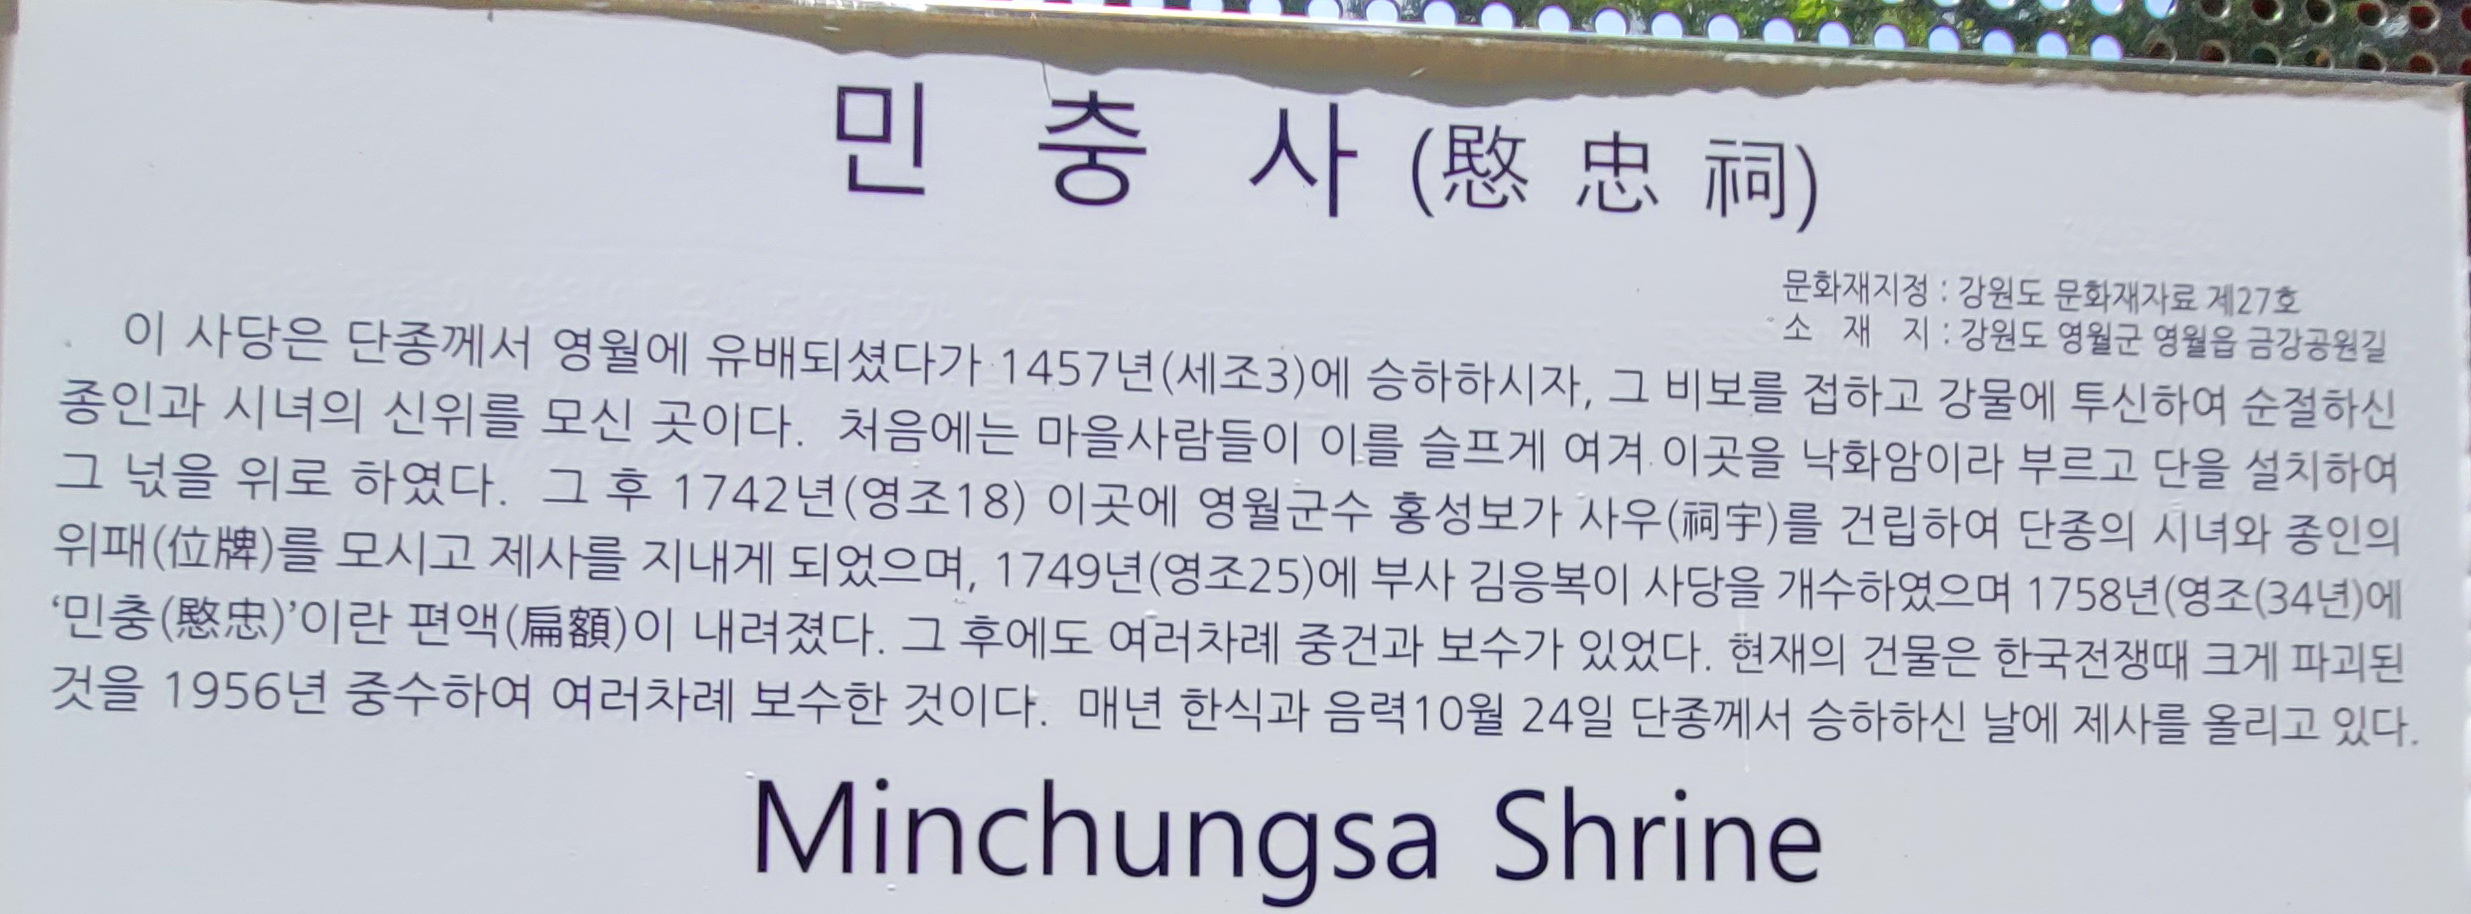 민 충 사 (愍 忠 祠)
문화재지정 : 강원도 문화재자료 제27호
소 재 지 : 강원도 영월군 영월읍 금강공원길
이 사당은 단종께서 영월에 유배되셨다가 1457년(세조3)에 승하하시자, 그 비보를 접하고 강물에 투신하여 순절하신
종인과 시녀의 신위를 모신 곳이다. 처음에는 마을사람들이 이를 슬프게 여겨 이곳을 낙화암이라 부르고 단을 설치하여
그 넋을 위로 하였다. 그 후 1742년(영조18) 이곳에 영월군수 홍성보가 사우(祠宇)를 건립하여 단종의 시녀와 종인의
위패(位牌)를 모시고 제사를 지내게 되었으며, 1749년(영조25)에 부사 김응복이 사당을 개수하였으며 1758년(영조(34년)에
‘민충(愍忠)’이란 편액(扁額)이 내려졌다. 그 후에도 여러차례 중건과 보수가 있었다. 현재의 건물은 한국전쟁때 크게 파괴된
것을 1956년 중수하여 여러차례 보수한 것이다. 매년 한식과 음력10월 24일 단종께서 승하하신 날에 제사를 올리고 있다.
Minchungsa Shrine